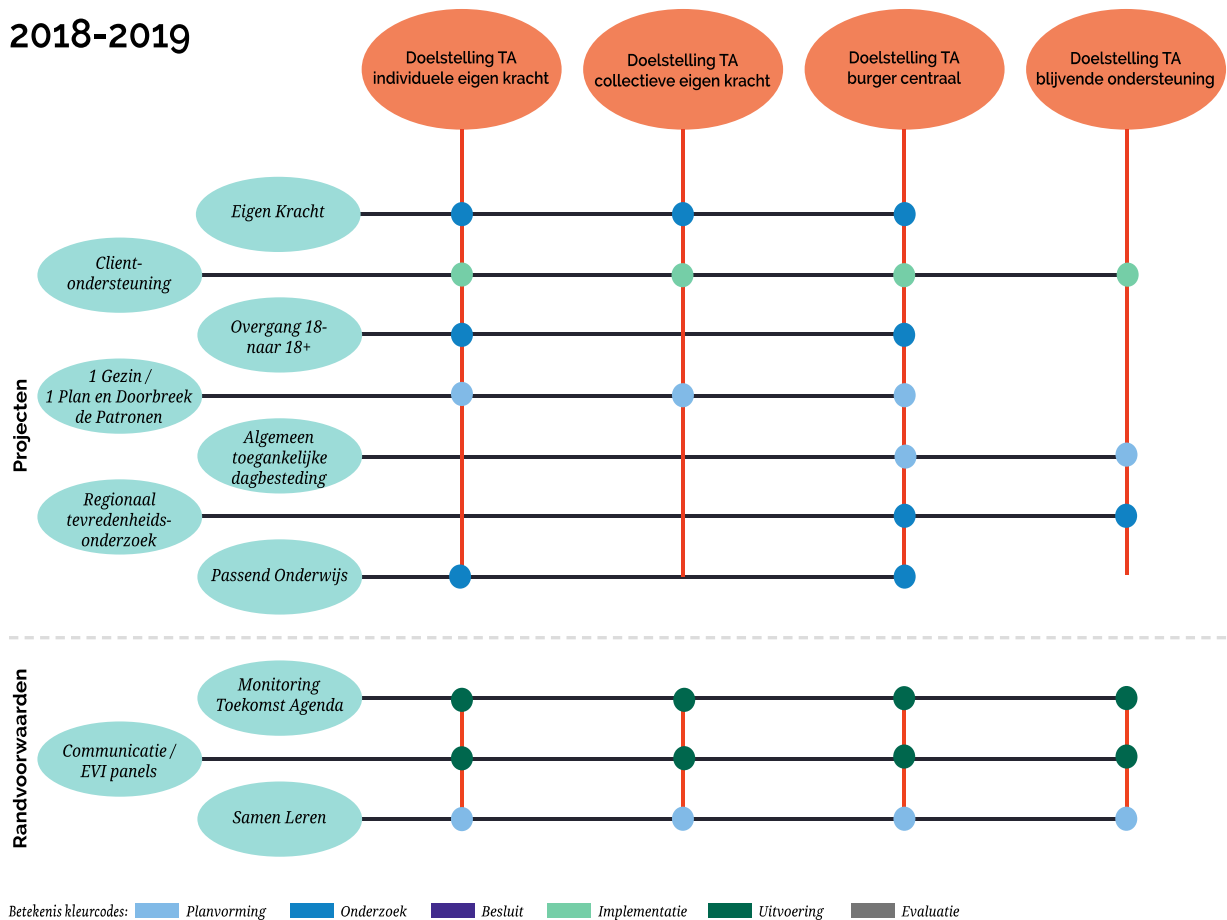 2018-2019
Doelstelling TA
individuele eigen kracht
Doelstelling TA
collectieve eigen kracht
Doelstelling TA
burger centraal
Doelstelling TA
blijvende ondersteuning
Projecten
Eigen Kracht
Client-
ondersteuning
Overgang 18-
naar 18+
1 Gezin /
1 Plan en Doorbreek
de Patronen
Algemeen
toegankelijke
dagbesteding
Regionaal
tevredenheids-
onderzoek
Passend Onderwijs
Randvoorwaarden
Monitoring
Toekomst Agenda
Communicatie /
EVI panels
Samen Leren
Betekenis kleurcodes: Planvorming Onderzoek Besluit Implementatie Uitvoering Evaluatie